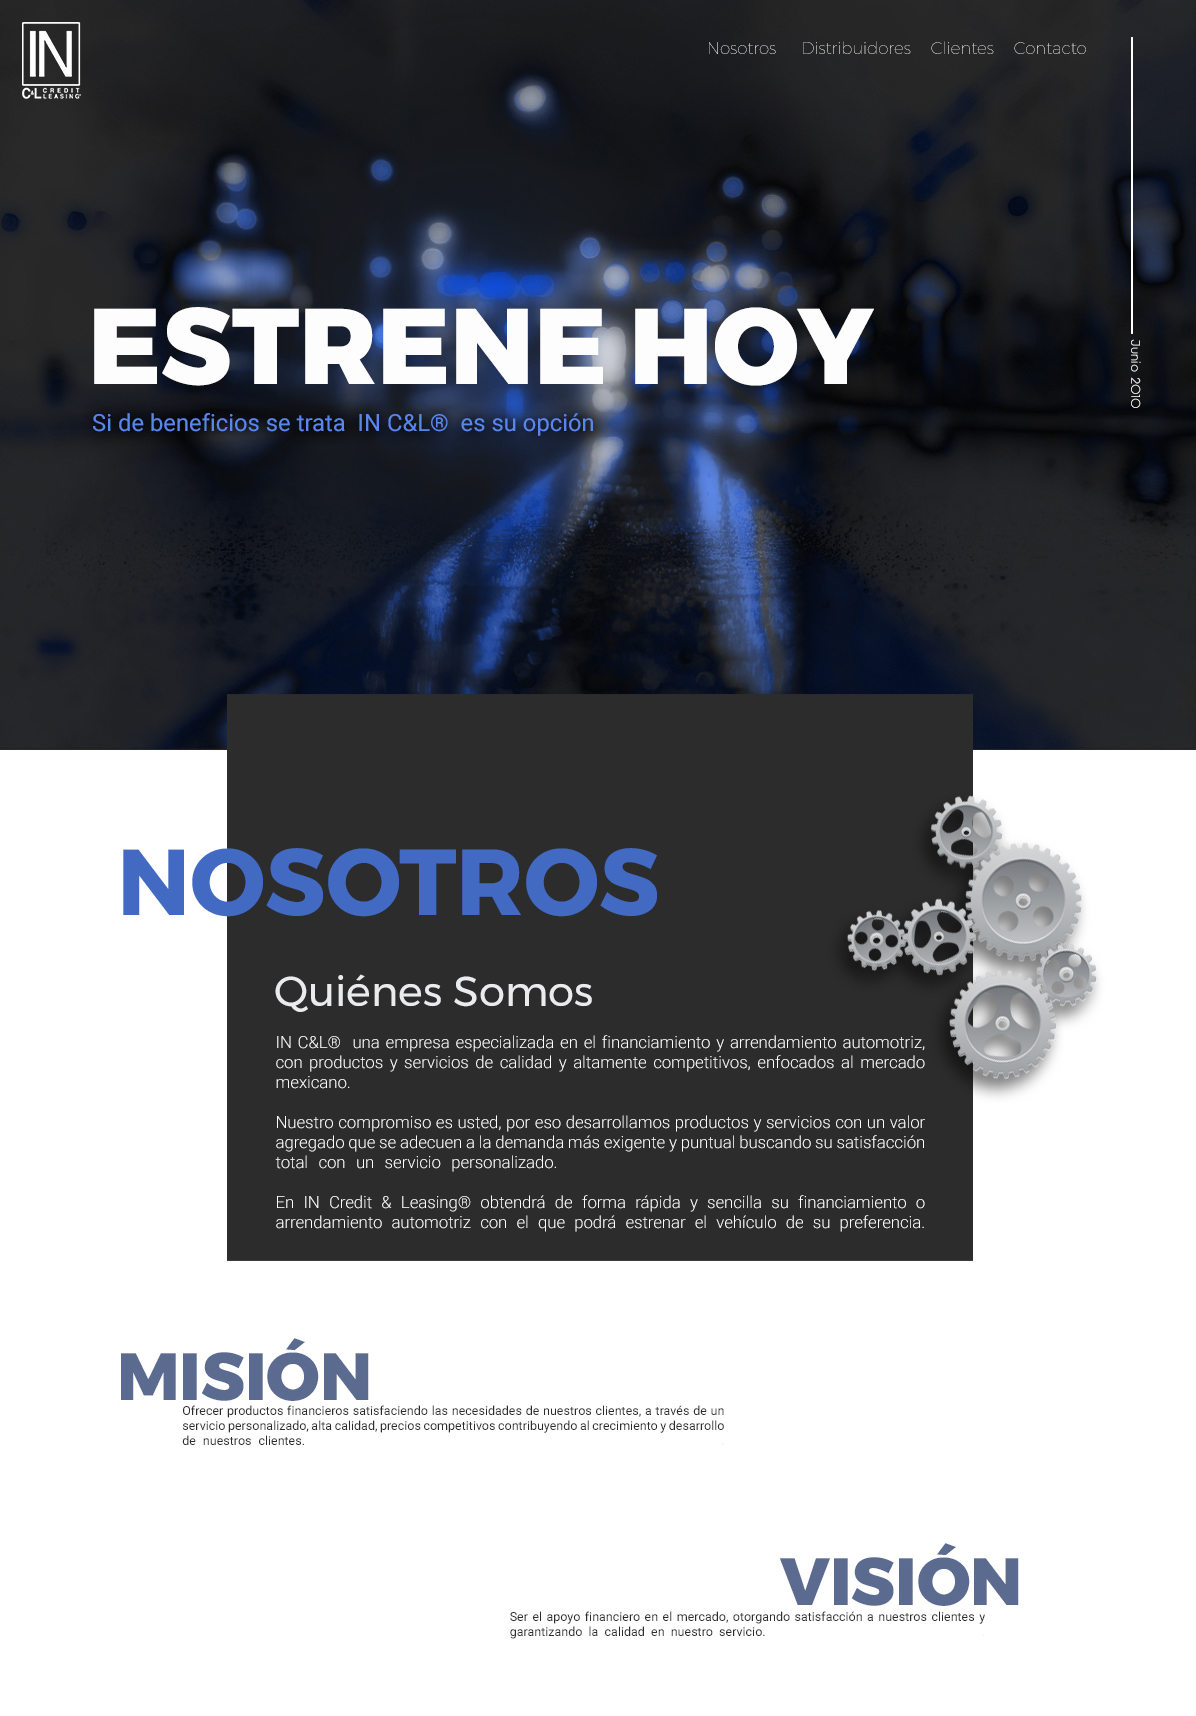 IN
C&L CREDIT
LEASING®
Nosotros Distribuidores Clientes Contacto
ESTRENE HOY
Si de beneficios se trata IN C&L® es su opción
Junio 2010
NOSOTROS
Quiénes Somos
IN C&L® una empresa especializada en el financiamiento y arrendamiento automotriz,
con productos y servicios de calidad y altamente competitivos, enfocados al mercado
mexicano.
Nuestro compromiso es usted, por eso desarrollamos productos y servicios con un valor
agregado que se adecuen a la demanda más exigente y puntual buscando su satisfacción
total con un servicio personalizado.
En IN Credit & Leasing® obtendrá de forma rápida y sencilla su financiamiento o
arrendamiento automotriz con el que podrá estrenar el vehículo de su preferencia.
MISIÓN
Ofrecer productos financieros satisfaciendo las necesidades de nuestros clientes, a través de un
servicio personalizado, alta calidad, precios competitivos contribuyendo al crecimiento y desarrollo
de nuestros clientes.
VISIÓN
Ser el apoyo financiero en el mercado, otorgando satisfacción a nuestros clientes y
garantizando la calidad en nuestro servicio.